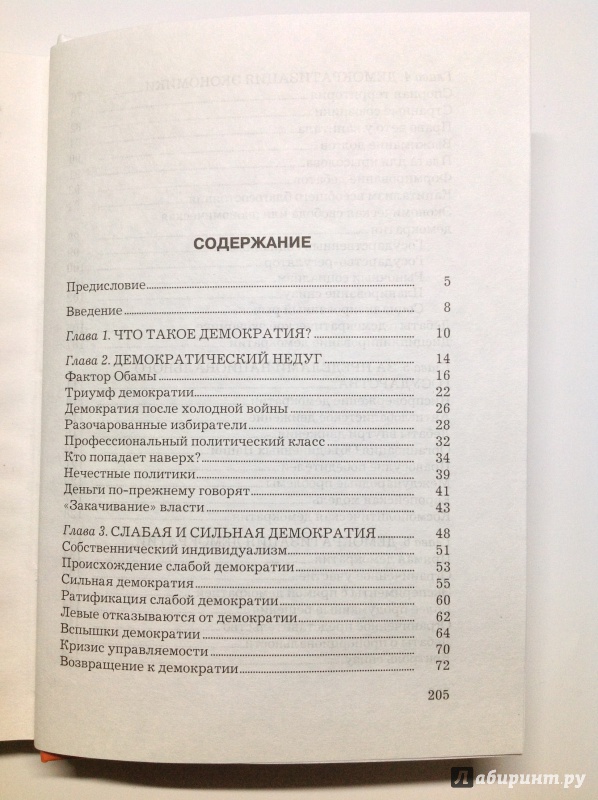 СОДЕРЖАНИЕ
Предисловие.....5
Введение.....8
Глава 1. ЧТО ТАКОЕ ДЕМОКРАТИЯ?.....10
Глава 2. ДЕМОКРАТИЧЕСКИЙ НЕДУГ.....14
Фактор Обамы.....16
Триумф демократии.....22
Демократия после холодной войны.....26
Разочарованные избиратели.....28
Профессиональный политический класс.....32
Кто попадает наверх?.....34
Нечестные политики.....39
Деньги по-прежнему говорят.....41
«Закачивание» власти.....43
Глава 3. СЛАБАЯ И СИЛЬНАЯ ДЕМОКРАТИЯ.....48
Собственнический индивидуализм.....51
Происхождение слабой демократии.....53
Сильная демократия.....55
Ратификация слабой демократии.....60
Левые отказываются от демократии.....62
Вспышки демократии.....64
Кризис управляемости.....70
Возвращение к демократии.....72
205
Лабиринт.ру